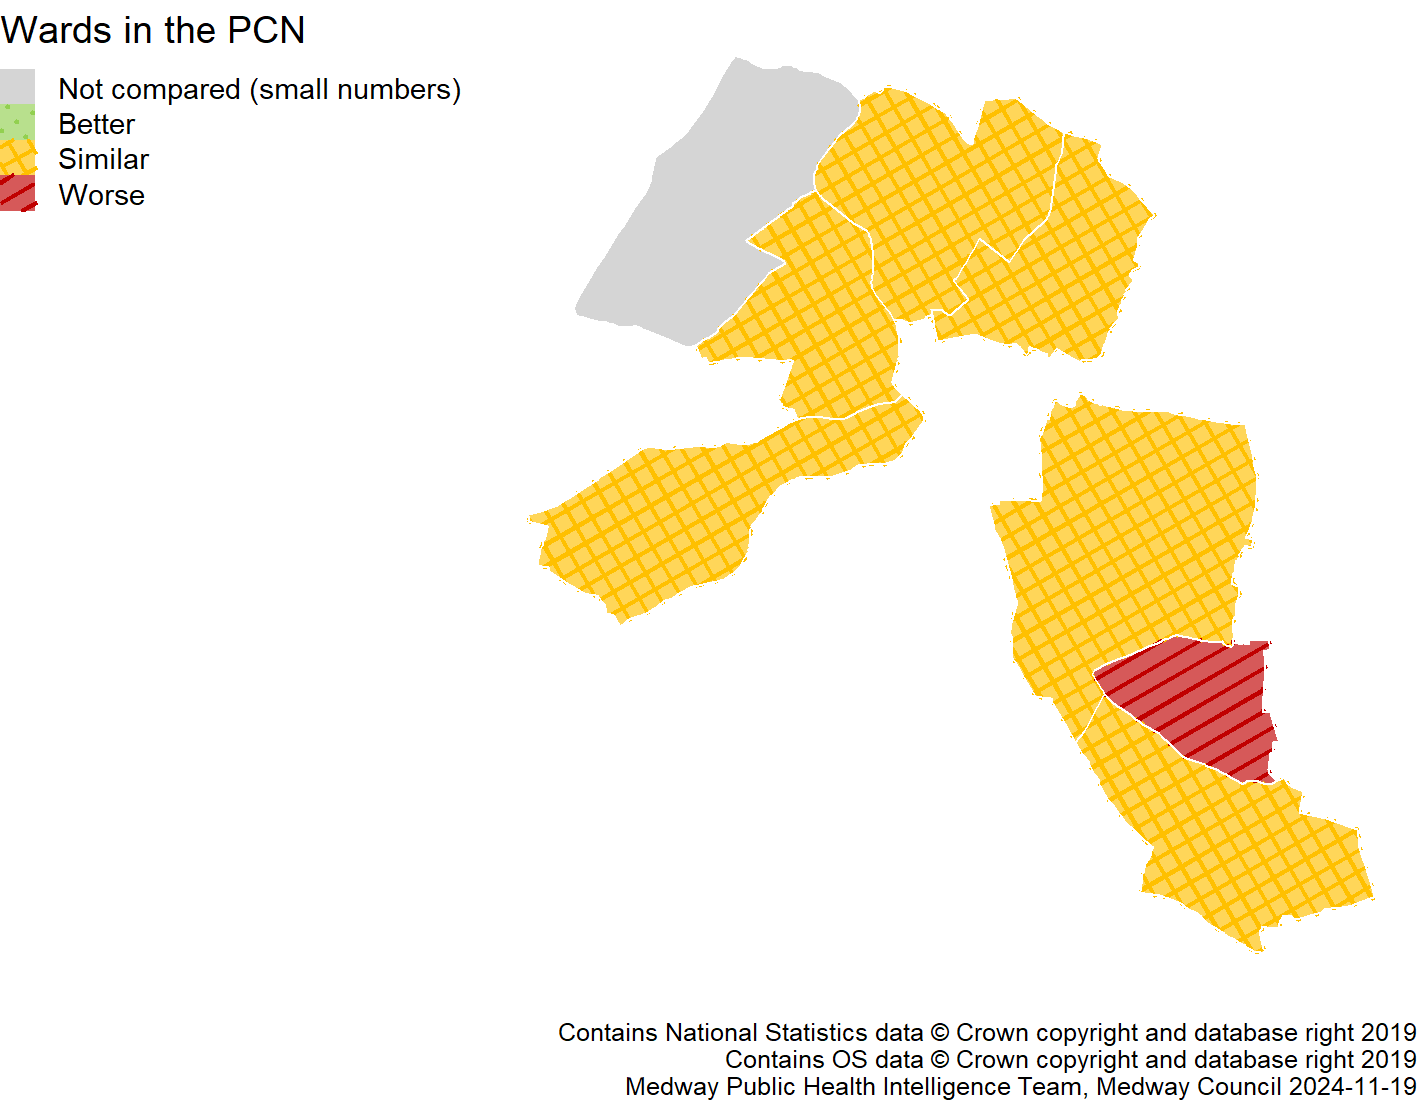 Wards in the PCN
Not compared (small numbers)
Better
Similar
Worse
Contains National Statistics data © Crown copyright and database right 2019
Contains OS data © Crown copyright and database right 2019
Medway Public Health Intelligence Team, Medway Council 2024-11-19